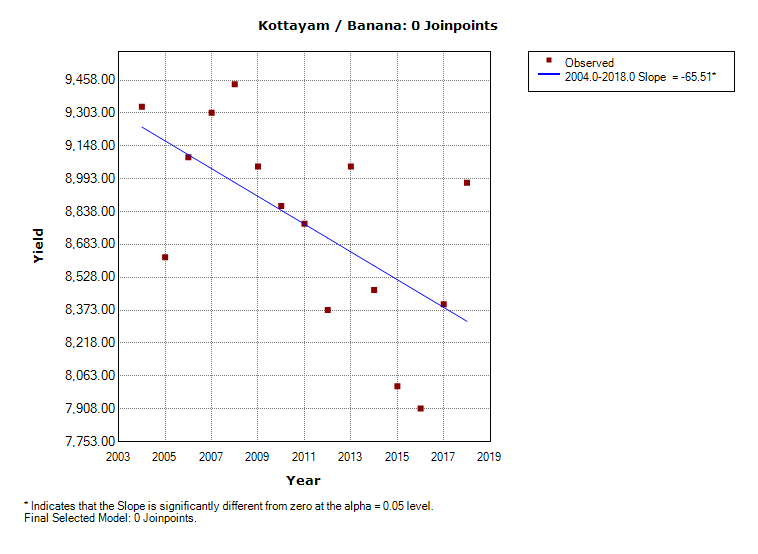 Kottayam / Banana: 0 Joinpoints
Observed
2004.0-2018.0 Slope = -65.51*
9,458.00
9,303.00
9,148.00
8,993.00
8,838.00
8,683.00
8,528.00
8,373.00
8,218.00
8,063.00
7,908.00
7,753.00
Yield
2003 2005 2007 2009 2011 2013 2015 2017 2019
Year
* Indicates that the Slope is significantly different from zero at the alpha = 0.05 level.
Final Selected Model: 0 Joinpoints.